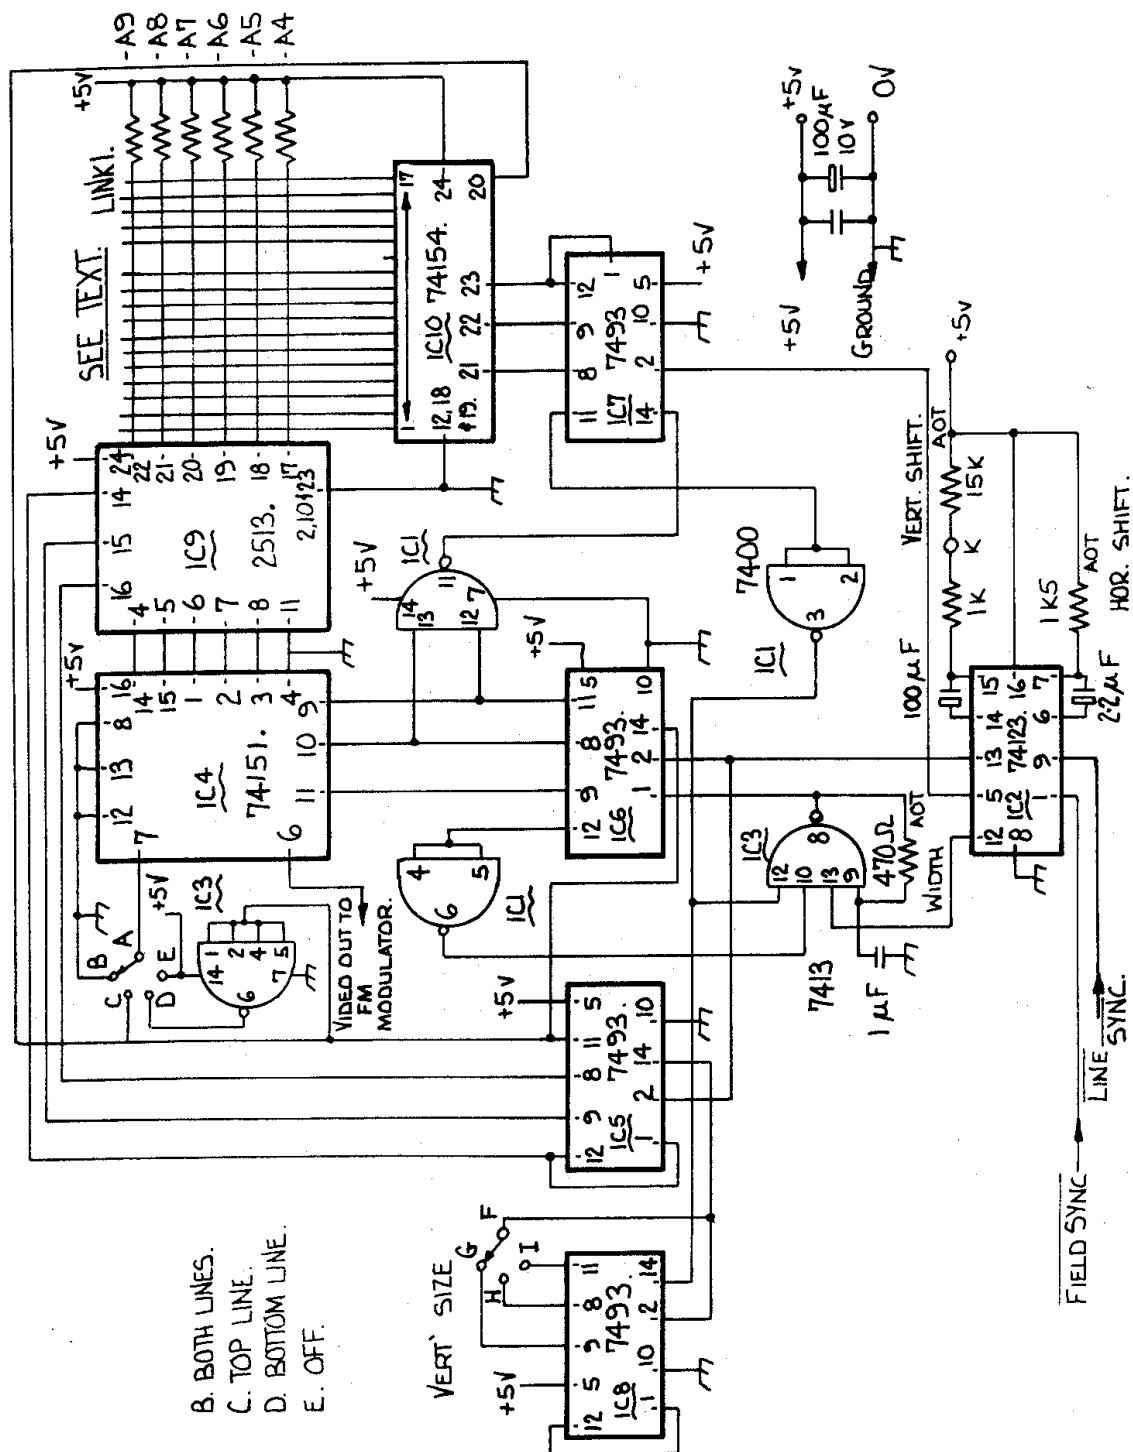 SEE TEXT. LINK1.
+5V
-A9
-A8
-A7
-A6
-A5
-A4
+5V
14 15 16
24 22 21 20 19 18 17
2,10+23
IC9
2513.
4 5 6 7 8 11
1 17
24
20
12,18
+19.
IC10 74154.
21 22 23
+5V
16 14 15 1 2 3 4
8 13 12
7
IC4
74151.
9 10 11
6
+5V
IC1
14
13
12
7
11
12 9 8 11
1
IC7 7493
5 10 2 14
+5V
+5V
100µF
10V
0V
+5V
GROUND
B
A
C
D
E
+5V
IC3
14 1 2 4 5 7
6
VIDEO OUT TO
FM
MODULATOR.
4
5
6
IC1
+5V
5
11 8 9 12
10 14 2 1
7493.
IC6
7400
1
2
3
IC1
IC3
12
10
13
9
8
470Ω
AOT
WIDTH
7413
1µF
+5V
5
11 8 9 12
10 14 2 1
7493.
IC5
VERT. SHIFT.
AOT
+5V
15K
K
1K
100µF
1K5
AOT
HOR. SHIFT.
2·2µF
15 14 13 5 12
16 7 6 9 1 8
74123.
IC2
LINE
SYNC.
FIELD SYNC
VERT' SIZE
G
F
H
I
+5V
11 8 9 5 12
14 2 10 1
7493.
IC8
B. BOTH LINES.
C. TOP LINE.
D. BOTTOM LINE.
E. OFF.